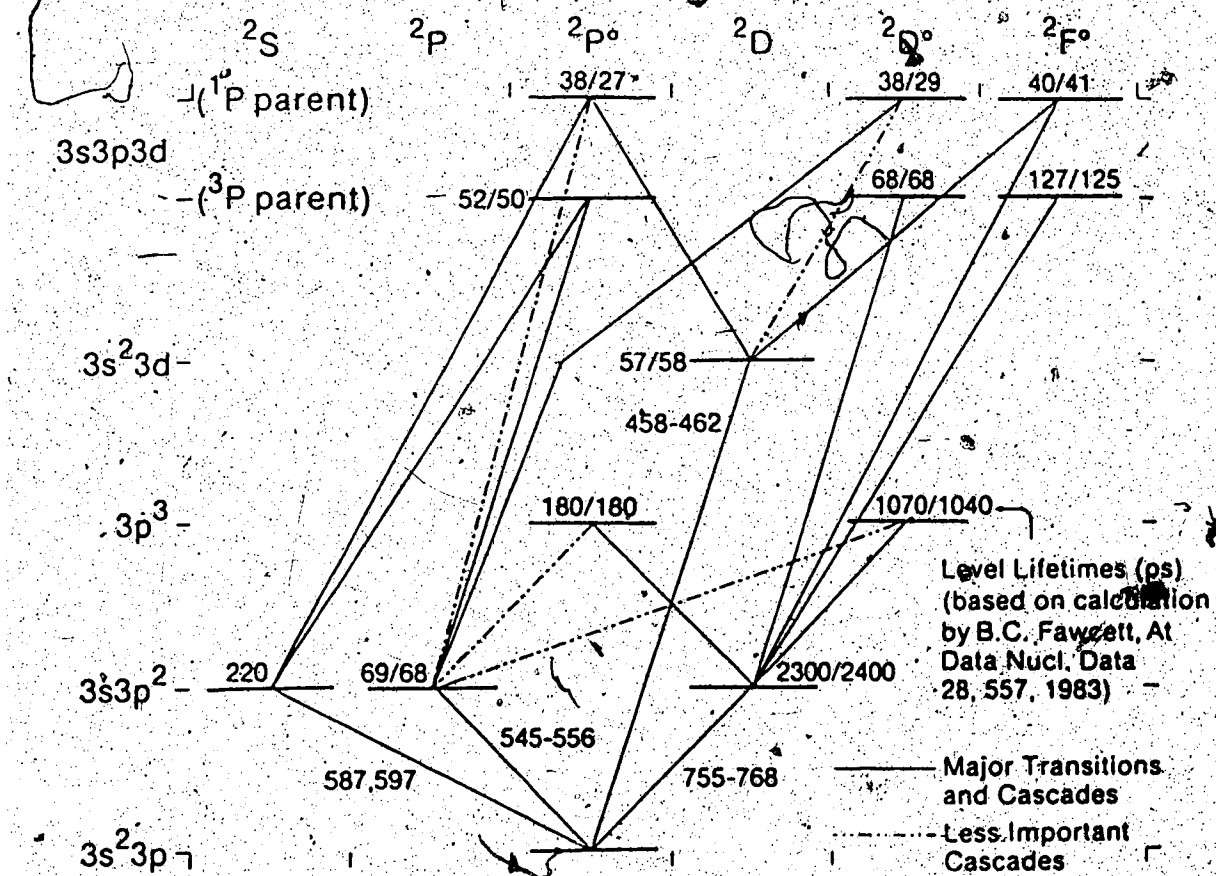 ²S ²P ²P° ²D ²D° ²F°
38/27 38/29 40/41
(¹P parent)
3s3p3d
68/68 127/125
(³P parent) 52/50
3s²3d 57/58
458-462
3p³ 180/180 1070/1040
Level Lifetimes (ps)
(based on calculation
by B.C. Fawcett, At
Data Nucl. Data
28, 557, 1983)
3s3p² 220 69/68 2300/2400
545-556
587,597 755-768
Major Transitions
and Cascades
Less Important
Cascades
3s²3p